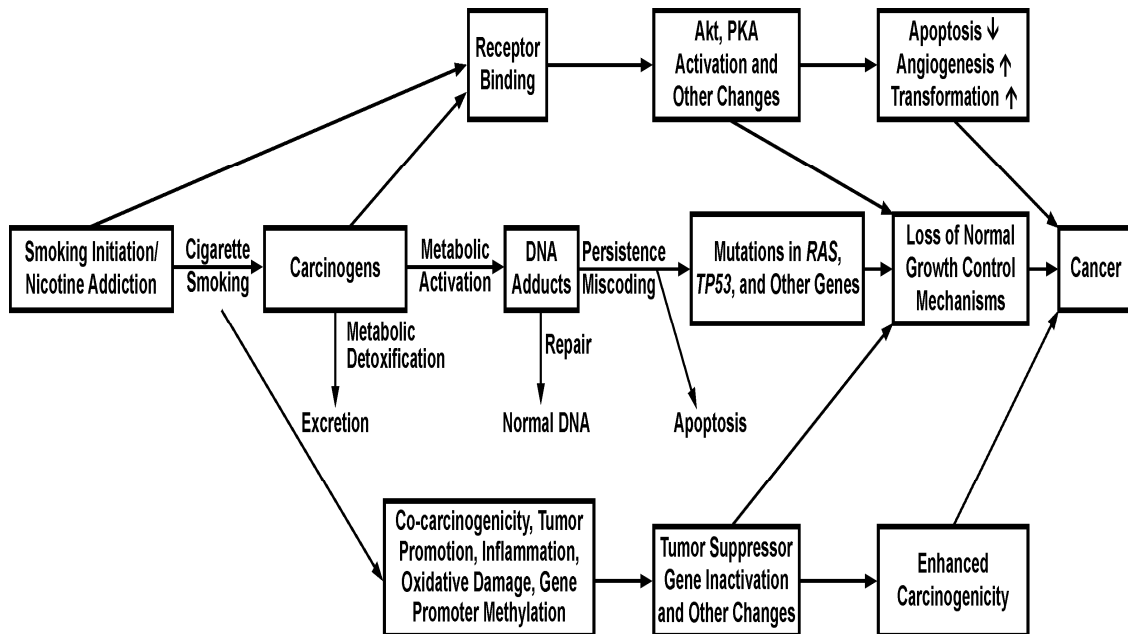 Receptor
Binding
Akt, PKA
Activation and
Other Changes
Apoptosis ↓
Angiogenesis ↑
Transformation ↑
Smoking Initiation/
Nicotine Addiction
Cigarette
Smoking
Carcinogens
Metabolic
Activation
DNA
Adducts
Persistence
Miscoding
Mutations in RAS,
TP53, and Other Genes
Loss of Normal
Growth Control
Mechanisms
Cancer
Metabolic
Detoxification
Repair
Excretion
Normal DNA
Apoptosis
Co-carcinogenicity, Tumor
Promotion, Inflammation,
Oxidative Damage, Gene
Promoter Methylation
Tumor Suppressor
Gene Inactivation
and Other Changes
Enhanced
Carcinogenicity